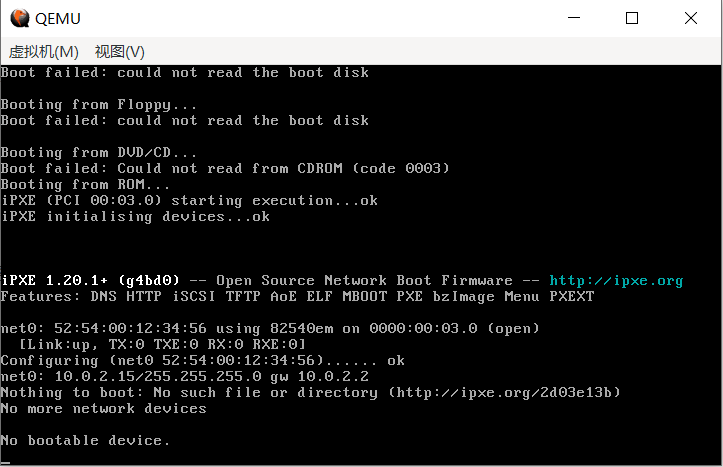 QEMU
虚拟机(M) 视图(V)
Boot failed: could not read the boot disk
Booting from Floppy...
Boot failed: could not read the boot disk
Booting from DVD/CD...
Boot failed: Could not read from CDROM (code 0003)
Booting from ROM...
iPXE (PCI 00:03.0) starting execution...ok
iPXE initialising devices...ok
iPXE 1.20.1+ (g4bd0) -- Open Source Network Boot Firmware -- http://ipxe.org
Features: DNS HTTP iSCSI TFTP AoE ELF MBOOT PXE bzImage Menu PXEXT
net0: 52:54:00:12:34:56 using 82540em on 0000:00:03.0 (open)
[Link:up, TX:0 TXE:0 RX:0 RXE:0]
Configuring (net0 52:54:00:12:34:56)...... ok
net0: 10.0.2.15/255.255.255.0 gw 10.0.2.2
Nothing to boot: No such file or directory (http://ipxe.org/2d03e13b)
No more network devices
No bootable device.